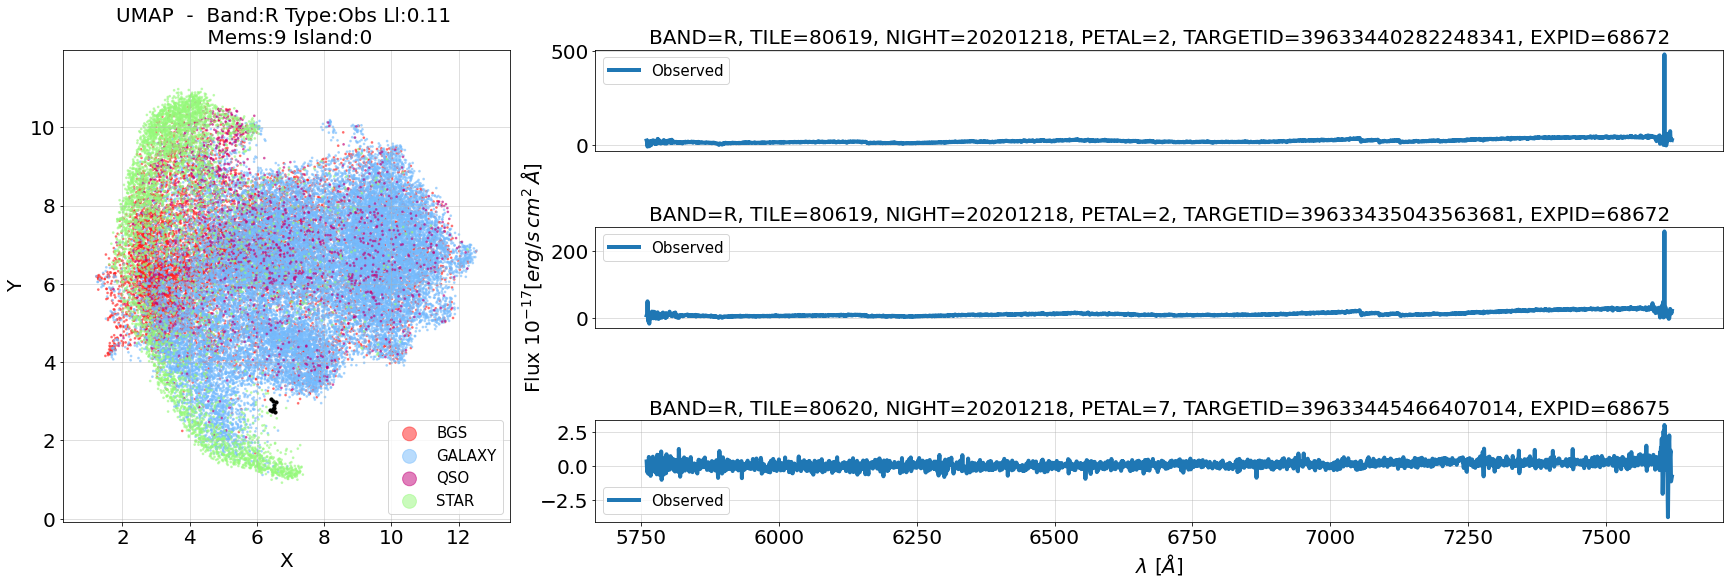 UMAP  -  Band:R Type:Obs Ll:0.11
Mems:9 Island:0
10
8
6
4
2
0
Y
2
4
6
8
10
12
X
BGS
GALAXY
QSO
STAR
Flux 10⁻¹⁷[erg/s cm² Å]
BAND=R, TILE=80619, NIGHT=20201218, PETAL=2, TARGETID=39633440282248341, EXPID=68672
500
0
Observed
BAND=R, TILE=80619, NIGHT=20201218, PETAL=2, TARGETID=39633435043563681, EXPID=68672
200
0
Observed
BAND=R, TILE=80620, NIGHT=20201218, PETAL=7, TARGETID=39633445466407014, EXPID=68675
2.5
0.0
−2.5
Observed
5750
6000
6250
6500
6750
7000
7250
7500
λ [Å]